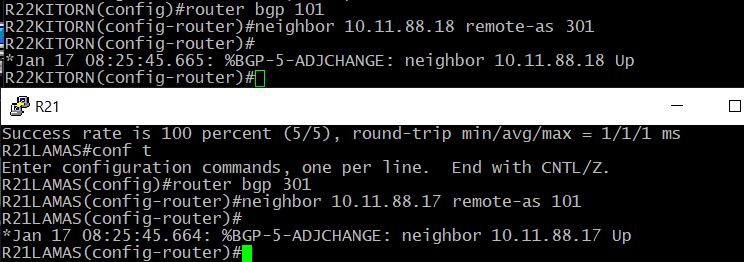 R22KITORN(config)#router bgp 101
R22KITORN(config-router)#neighbor 10.11.88.18 remote-as 301
R22KITORN(config-router)#
*Jan 17 08:25:45.665: %BGP-5-ADJCHANGE: neighbor 10.11.88.18 Up
R22KITORN(config-router)#
R21
Success rate is 100 percent (5/5), round-trip min/avg/max = 1/1/1 ms
R21LAMAS#conf t
Enter configuration commands, one per line.  End with CNTL/Z.
R21LAMAS(config)#router bgp 301
R21LAMAS(config-router)#neighbor 10.11.88.17 remote-as 101
R21LAMAS(config-router)#
*Jan 17 08:25:45.664: %BGP-5-ADJCHANGE: neighbor 10.11.88.17 Up
R21LAMAS(config-router)#